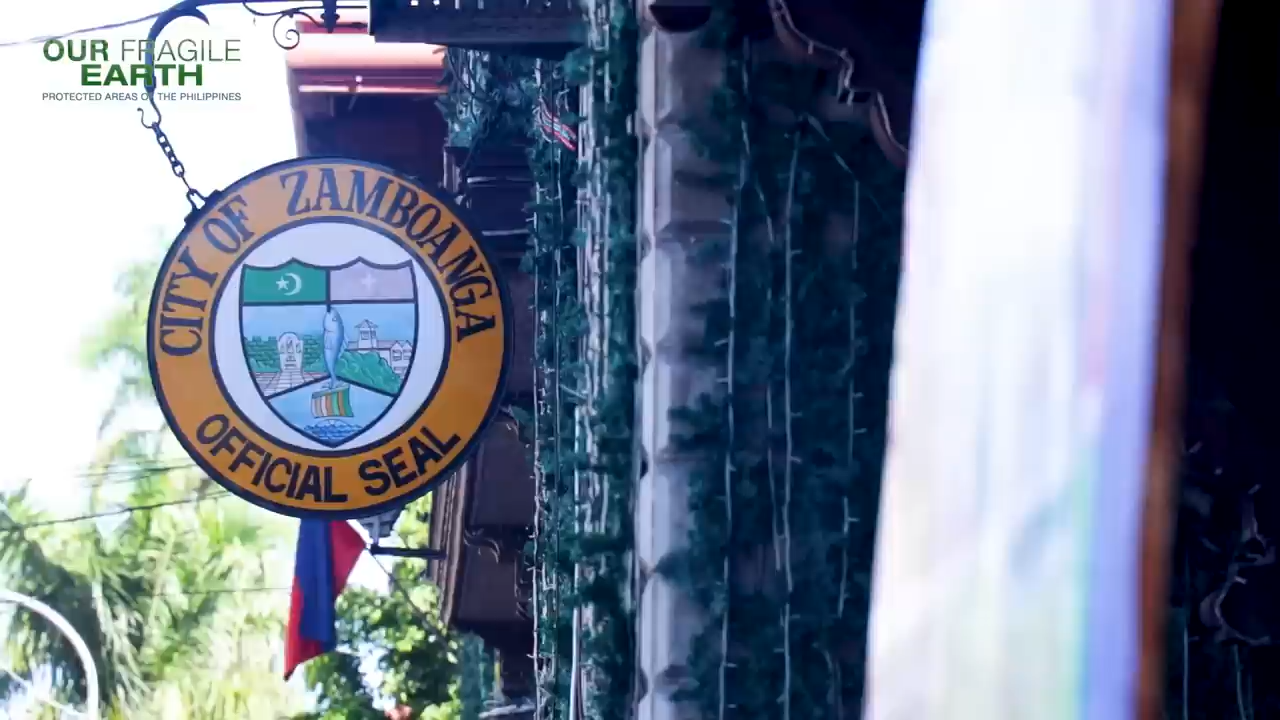 OUR FRAGILE
EARTH
PROTECTED AREAS OF THE PHILIPPINES
CITY OF ZAMBOANGA
OFFICIAL SEAL